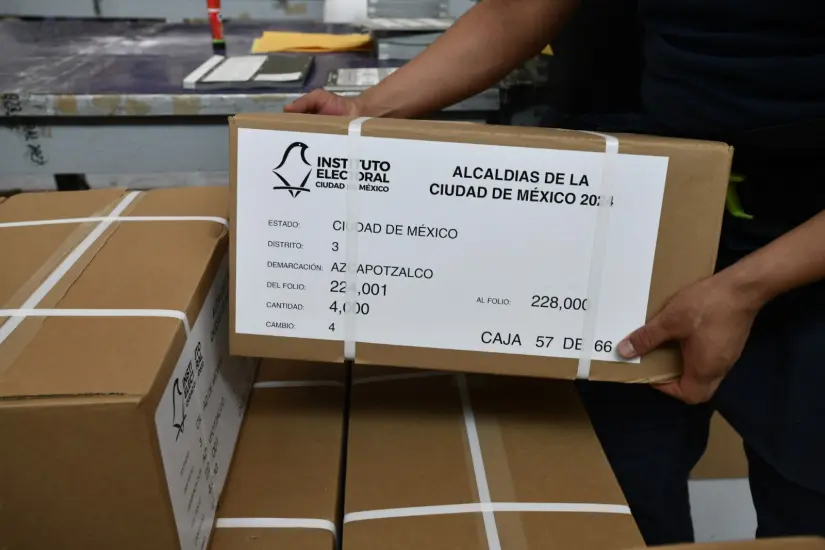 INSTITUTO
ELECTORAL
CIUDAD DE MÉXICO
ALCALDIAS DE LA
CIUDAD DE MÉXICO 2024
ESTADO: CIUDAD DE MÉXICO
DISTRITO: 3
DEMARCACIÓN: AZCAPOTZALCO
DEL FOLIO: 224,001 AL FOLIO: 228,000
CANTIDAD: 4,000
CAMBIO: 4
CAJA 57 DE 66